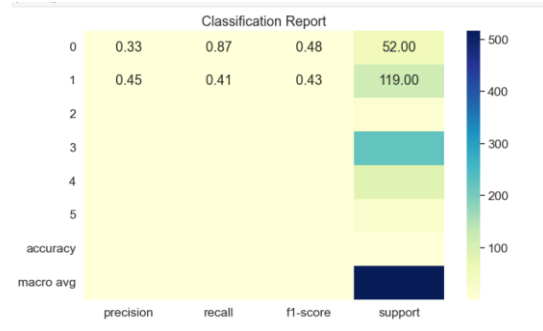 Classification Report
0 0.33 0.87 0.48 52.00
1 0.45 0.41 0.43 119.00
2
3
4
5
accuracy
macro avg
precision recall f1-score support
500
400
300
200
100